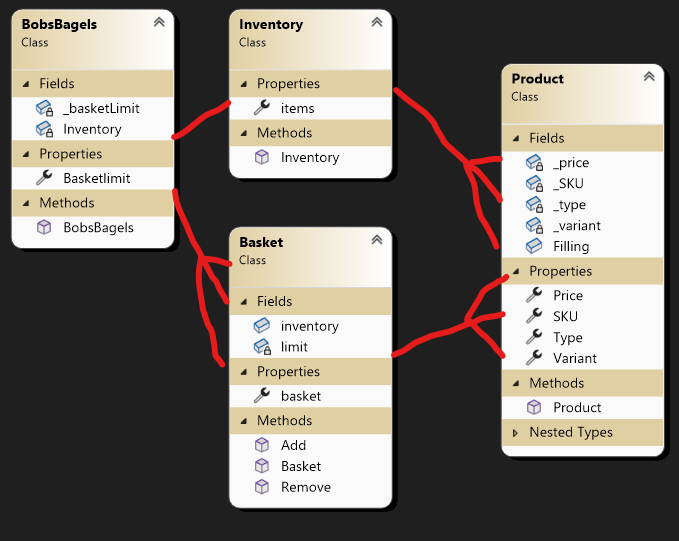 BobsBagels
Class
Fields
_basketLimit
Inventory
Properties
Basketlimit
Methods
BobsBagels
Inventory
Class
Properties
items
Methods
Inventory
Basket
Class
Fields
inventory
limit
Properties
basket
Methods
Add
Basket
Remove
Product
Class
Fields
_price
_SKU
_type
_variant
Filling
Properties
Price
SKU
Type
Variant
Methods
Product
Nested Types